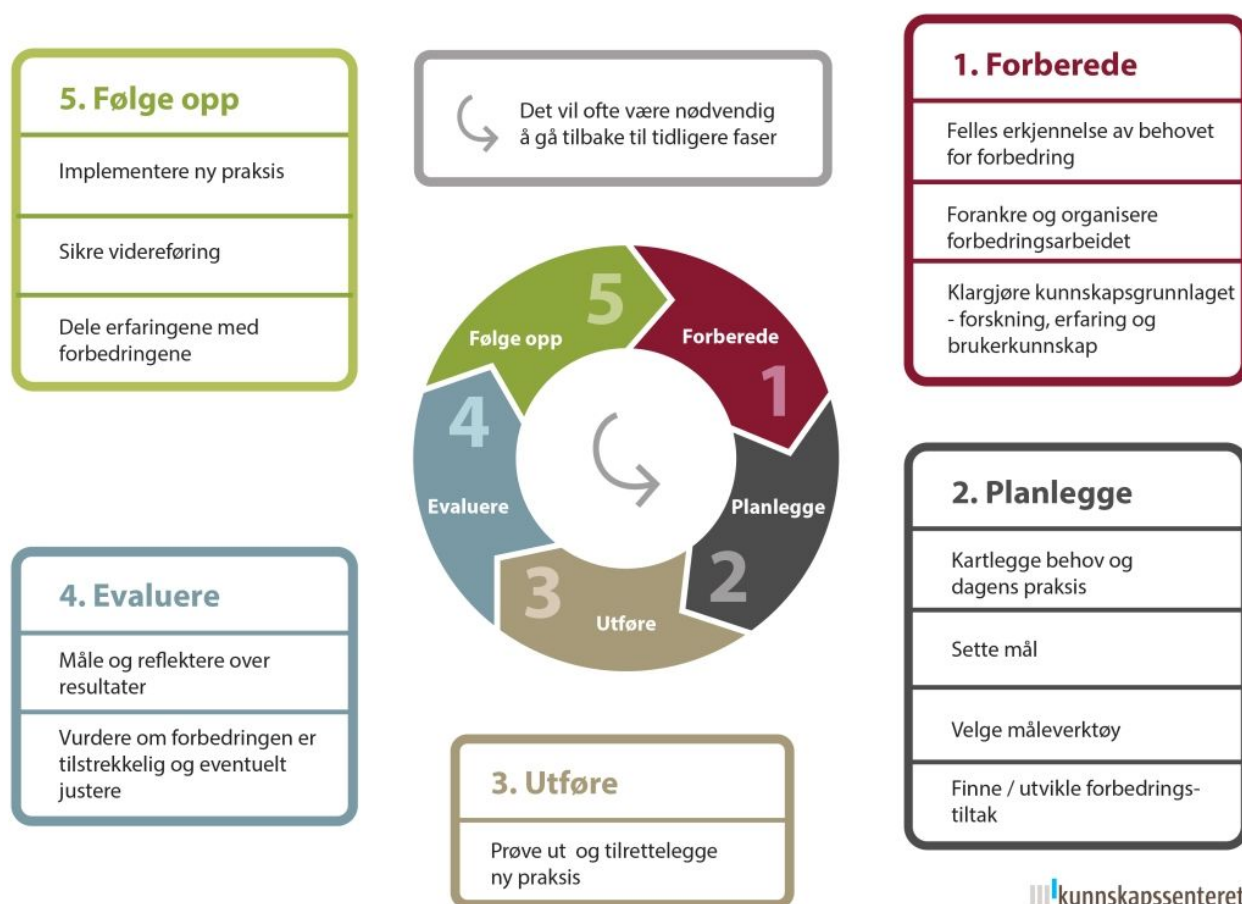 5. Følge opp
Implementere ny praksis
Sikre videreføring
Dele erfaringene med
forbedringene
Det vil ofte være nødvendig
å gå tilbake til tidligere faser
1. Forberede
Felles erkjennelse av behovet
for forbedring
Forankre og organisere
forbedringsarbeidet
Klargjøre kunnskapsgrunnlaget
- forskning, erfaring og
brukerkunnskap
5
Følge opp
Forberede
1
4
Evaluere
Planlegge
2
3
Utføre
2. Planlegge
Kartlegge behov og
dagens praksis
Sette mål
Velge måleverktøy
Finne / utvikle forbedrings-
tiltak
4. Evaluere
Måle og reflektere over
resultater
Vurdere om forbedringen er
tilstrekkelig og eventuelt
justere
3. Utføre
Prøve ut og tilrettelegge
ny praksis
kunnskapssenteret